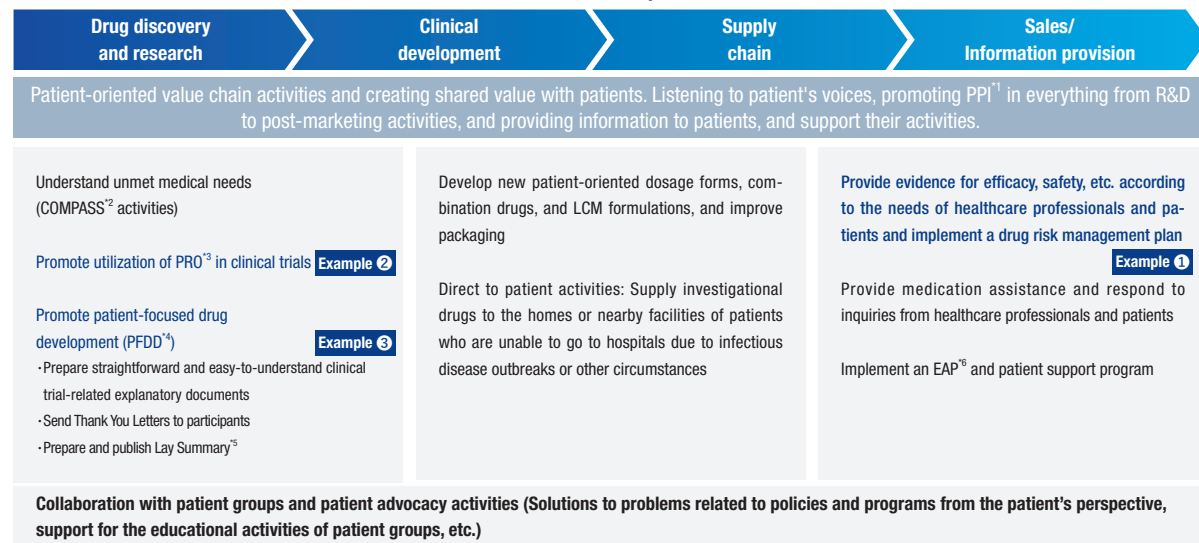 Drug discovery
and research
Clinical
development
Supply
chain
Sales/
Information provision
Patient-oriented value chain activities and creating shared value with patients. Listening to patient's voices, promoting PPI*1 in everything from R&D
to post-marketing activities, and providing information to patients, and support their activities.
Understand unmet medical needs
(COMPASS*2 activities)
Promote utilization of PRO*3 in clinical trials Example ❷
Promote patient-focused drug
development (PFDD*4) Example ❸
・Prepare straightforward and easy-to-understand clinical
trial-related explanatory documents
・Send Thank You Letters to participants
・Prepare and publish Lay Summary*5
Develop new patient-oriented dosage forms, com-
bination drugs, and LCM formulations, and improve
packaging
Direct to patient activities: Supply investigational
drugs to the homes or nearby facilities of patients
who are unable to go to hospitals due to infectious
disease outbreaks or other circumstances
Provide evidence for efficacy, safety, etc. according
to the needs of healthcare professionals and pa-
tients and implement a drug risk management plan
Example ❶
Provide medication assistance and respond to
inquiries from healthcare professionals and patients
Implement an EAP*6 and patient support program
Collaboration with patient groups and patient advocacy activities (Solutions to problems related to policies and programs from the patient’s perspective,
support for the educational activities of patient groups, etc.)